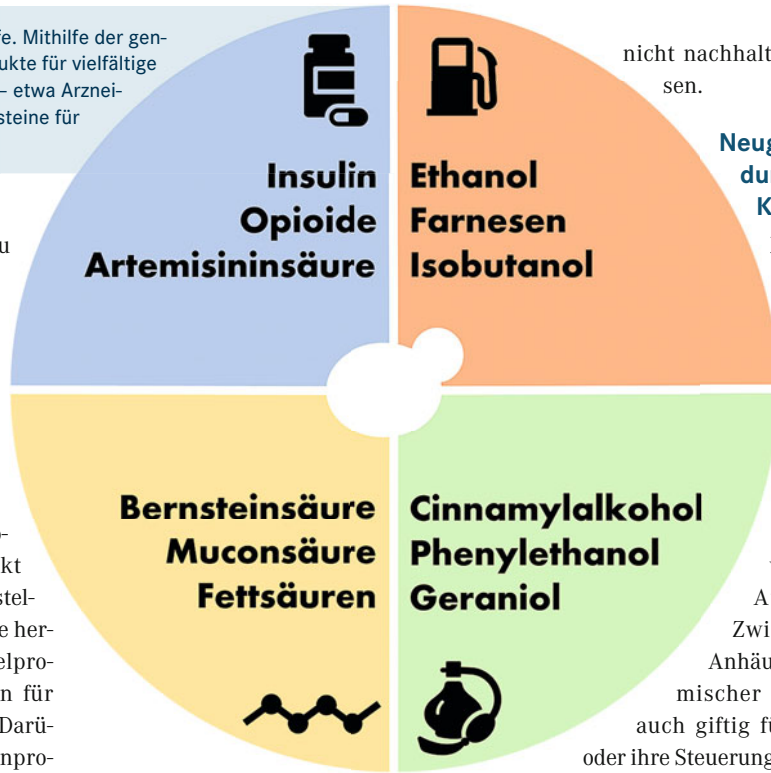 fe. Mithilfe der gen-
ukte für vielfältige
– etwa Arznei-
steine für
u
Insulin
Opioide
Artemisininsäure
Ethanol
Farnesen
Isobutanol
Bernsteinsäure
Muconsäure
Fettsäuren
Cinnamylalkohol
Phenylethanol
Geraniol
kt
stel-
e her-
elpro-
n für
Darü-
npro-
nicht nachhalt
sen.
Neug
du
K
A
Zwi
Anhäu
mischer
auch giftig fü
oder ihre Steuerung